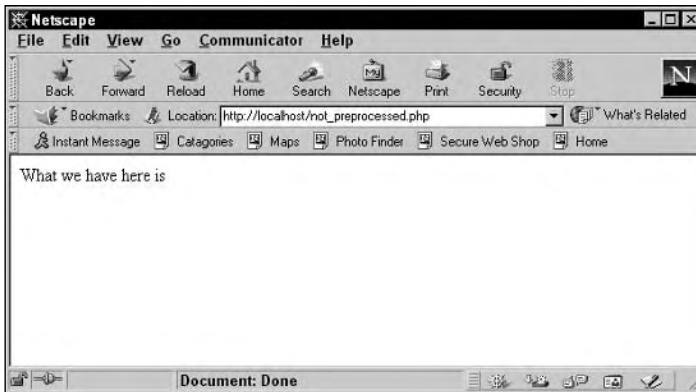 Netscape
File Edit View Go Communicator Help
Back Forward Reload Home Search Netscape Print Security Stop
My
N
Bookmarks Location: http://localhost/not_preprocessed.php What's Related
Instant Message Catagories Maps Photo Finder Secure Web Shop Home
What we have here is
Document: Done